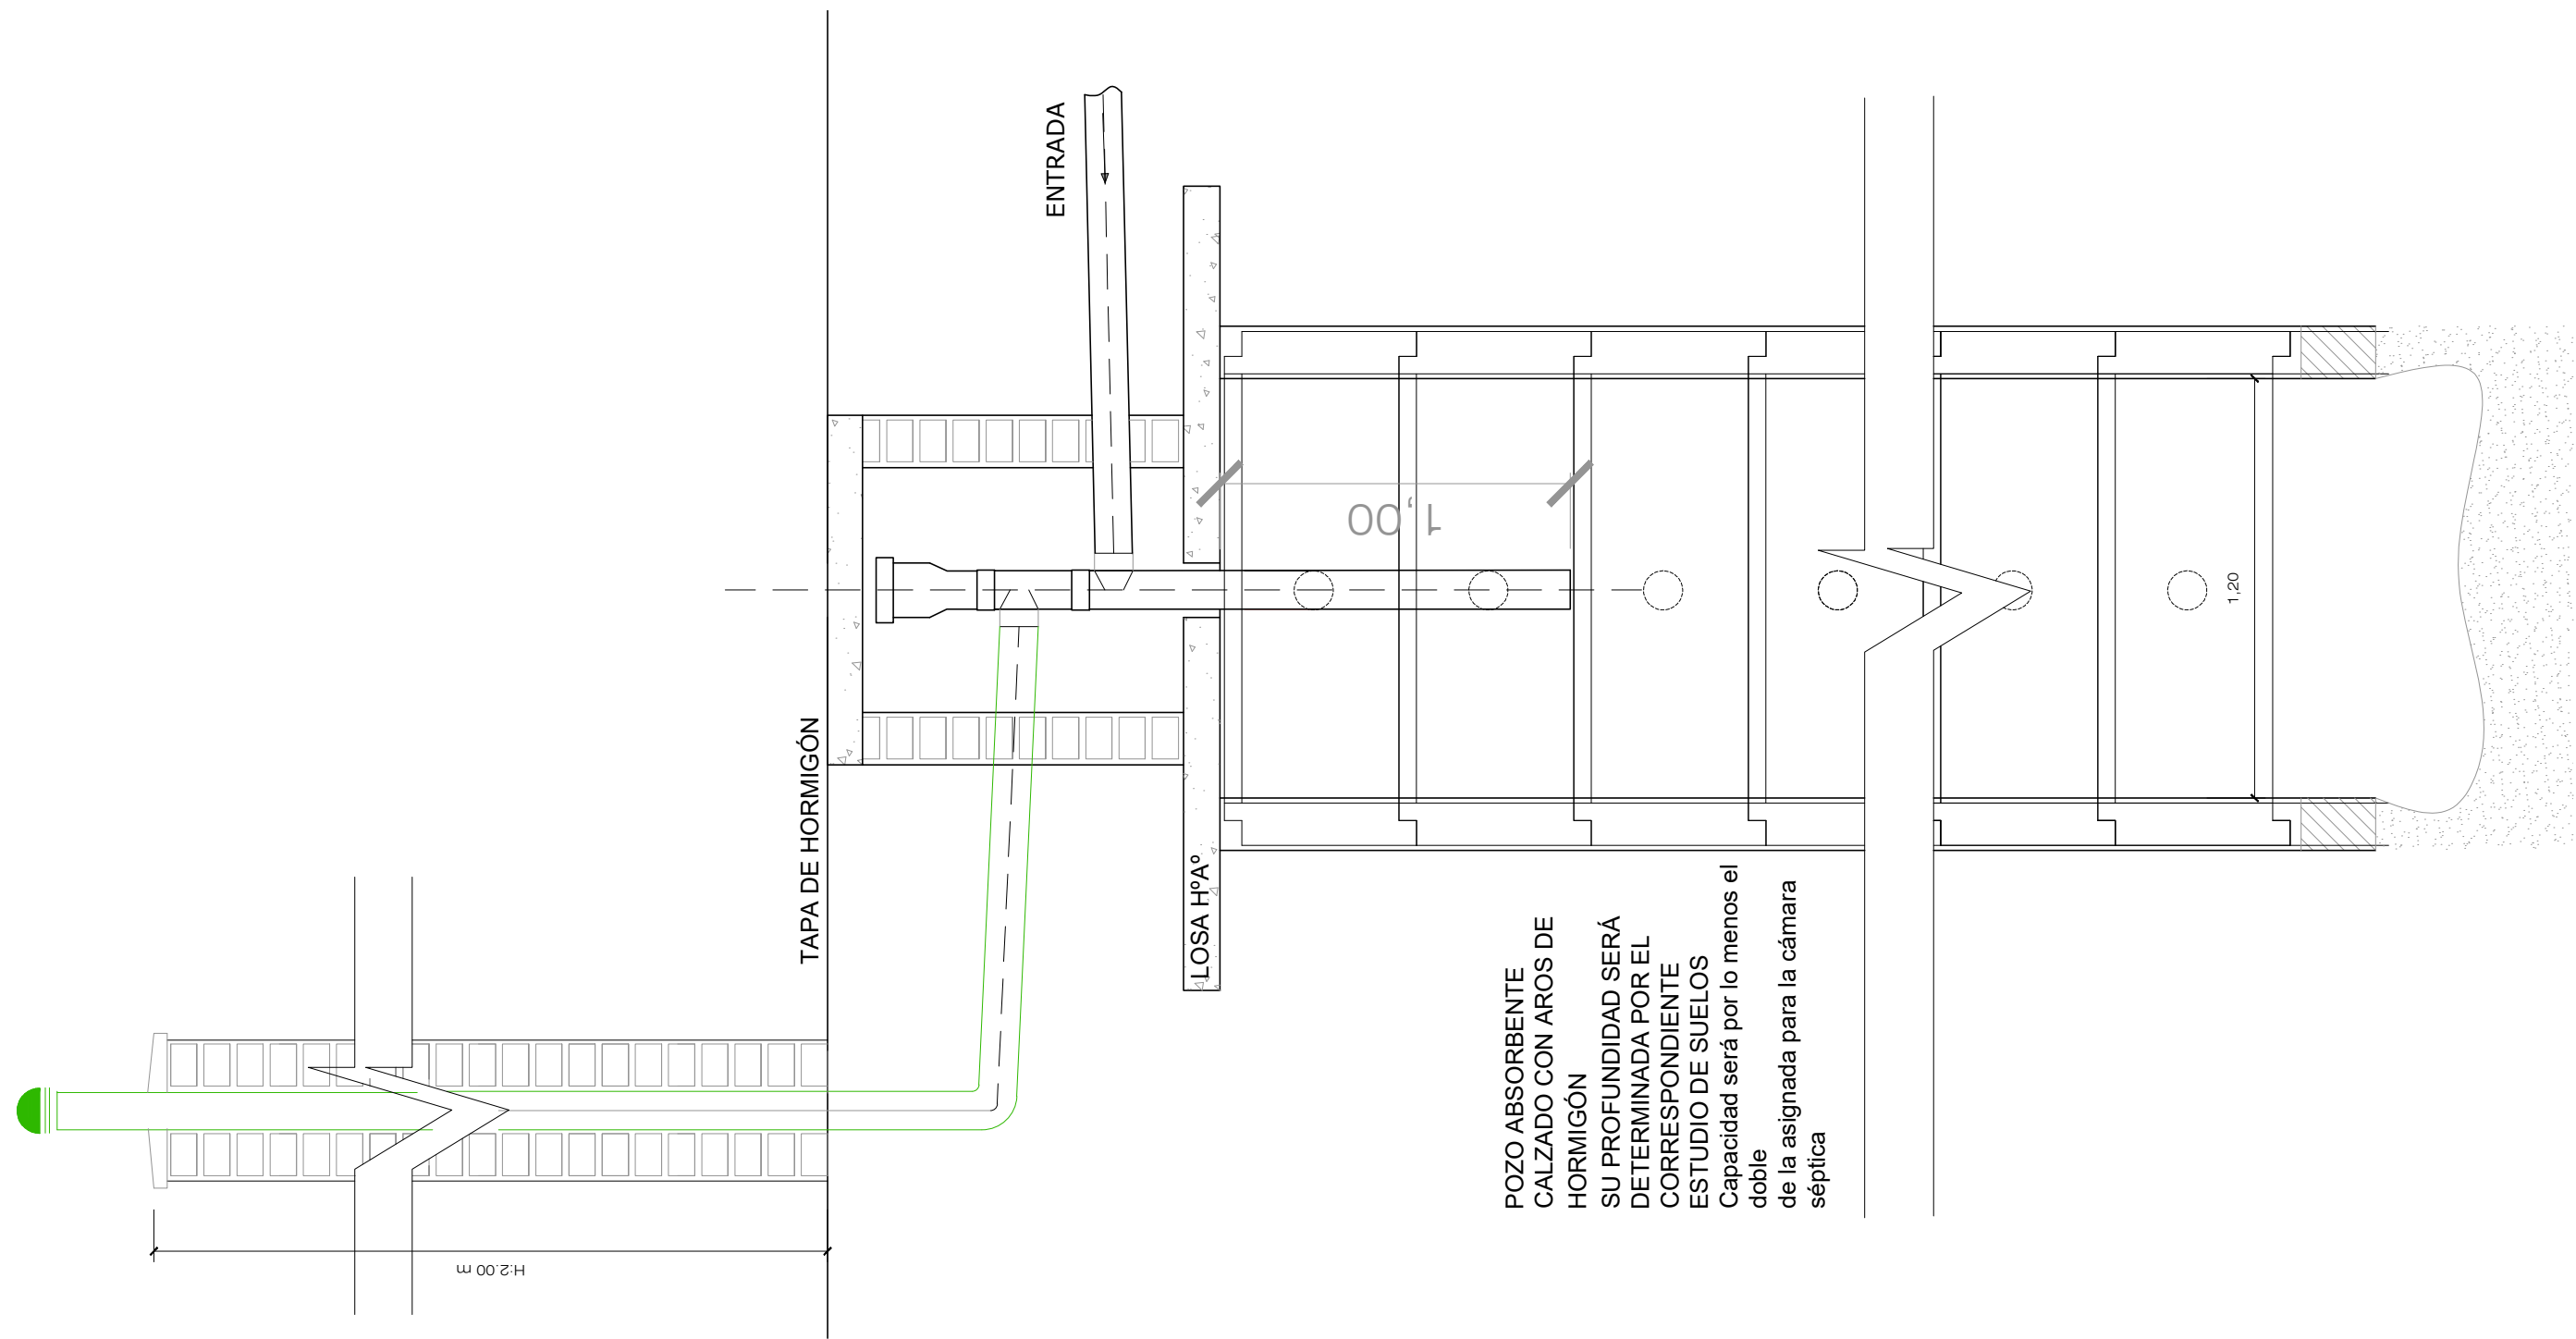 H:2.00 m
TAPA DE HORMIGÓN
ENTRADA
LOSA HºAº
1,00
POZO ABSORBENTE
CALZADO CON AROS DE
HORMIGÓN
SU PROFUNDIDAD SERÁ
DETERMINADA POR EL
CORRESPONDIENTE
ESTUDIO DE SUELOS
Capacidad será por lo menos el
doble
de la asignada para la cámara
séptica
1,20